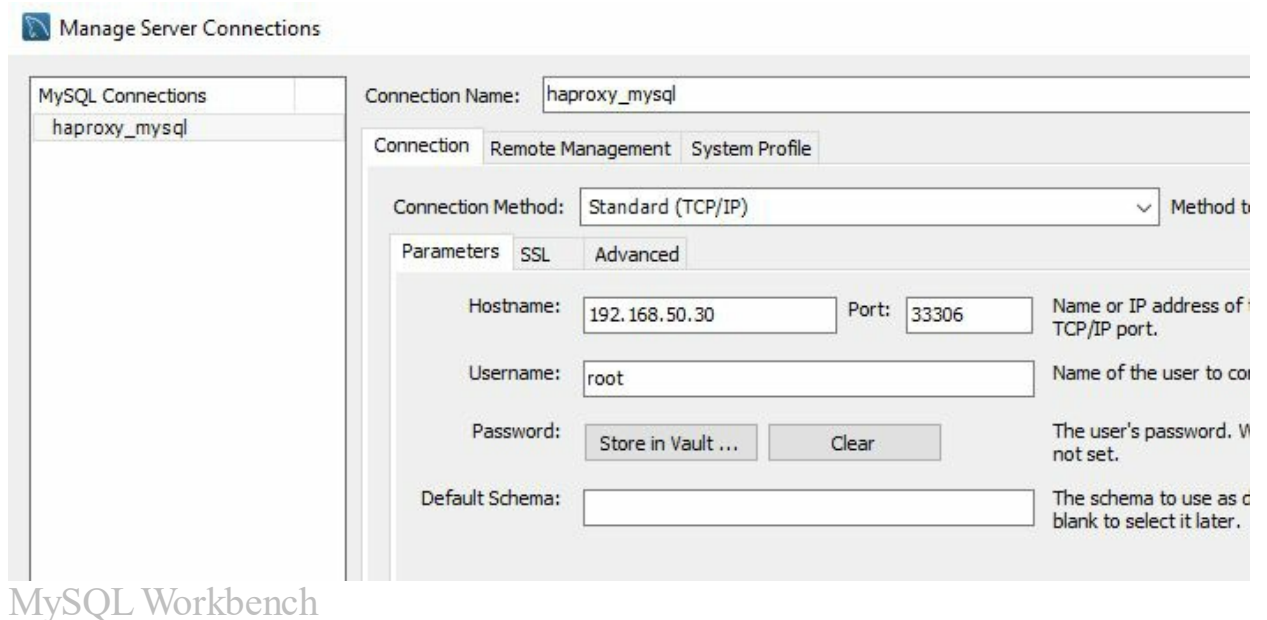 Manage Server Connections
MySQL Connections
haproxy_mysql
Connection Name: haproxy_mysql
Connection Remote Management System Profile
Connection Method: Standard (TCP/IP) Method
Parameters SSL Advanced
Hostname: 192.168.50.30 Port: 33306 Name or IP address of
TCP/IP port.
Username: root Name of the user to
Password: Store in Vault ... Clear The user's password.
not set.
Default Schema: The schema to use as
blank to select it later.
MySQL Workbench